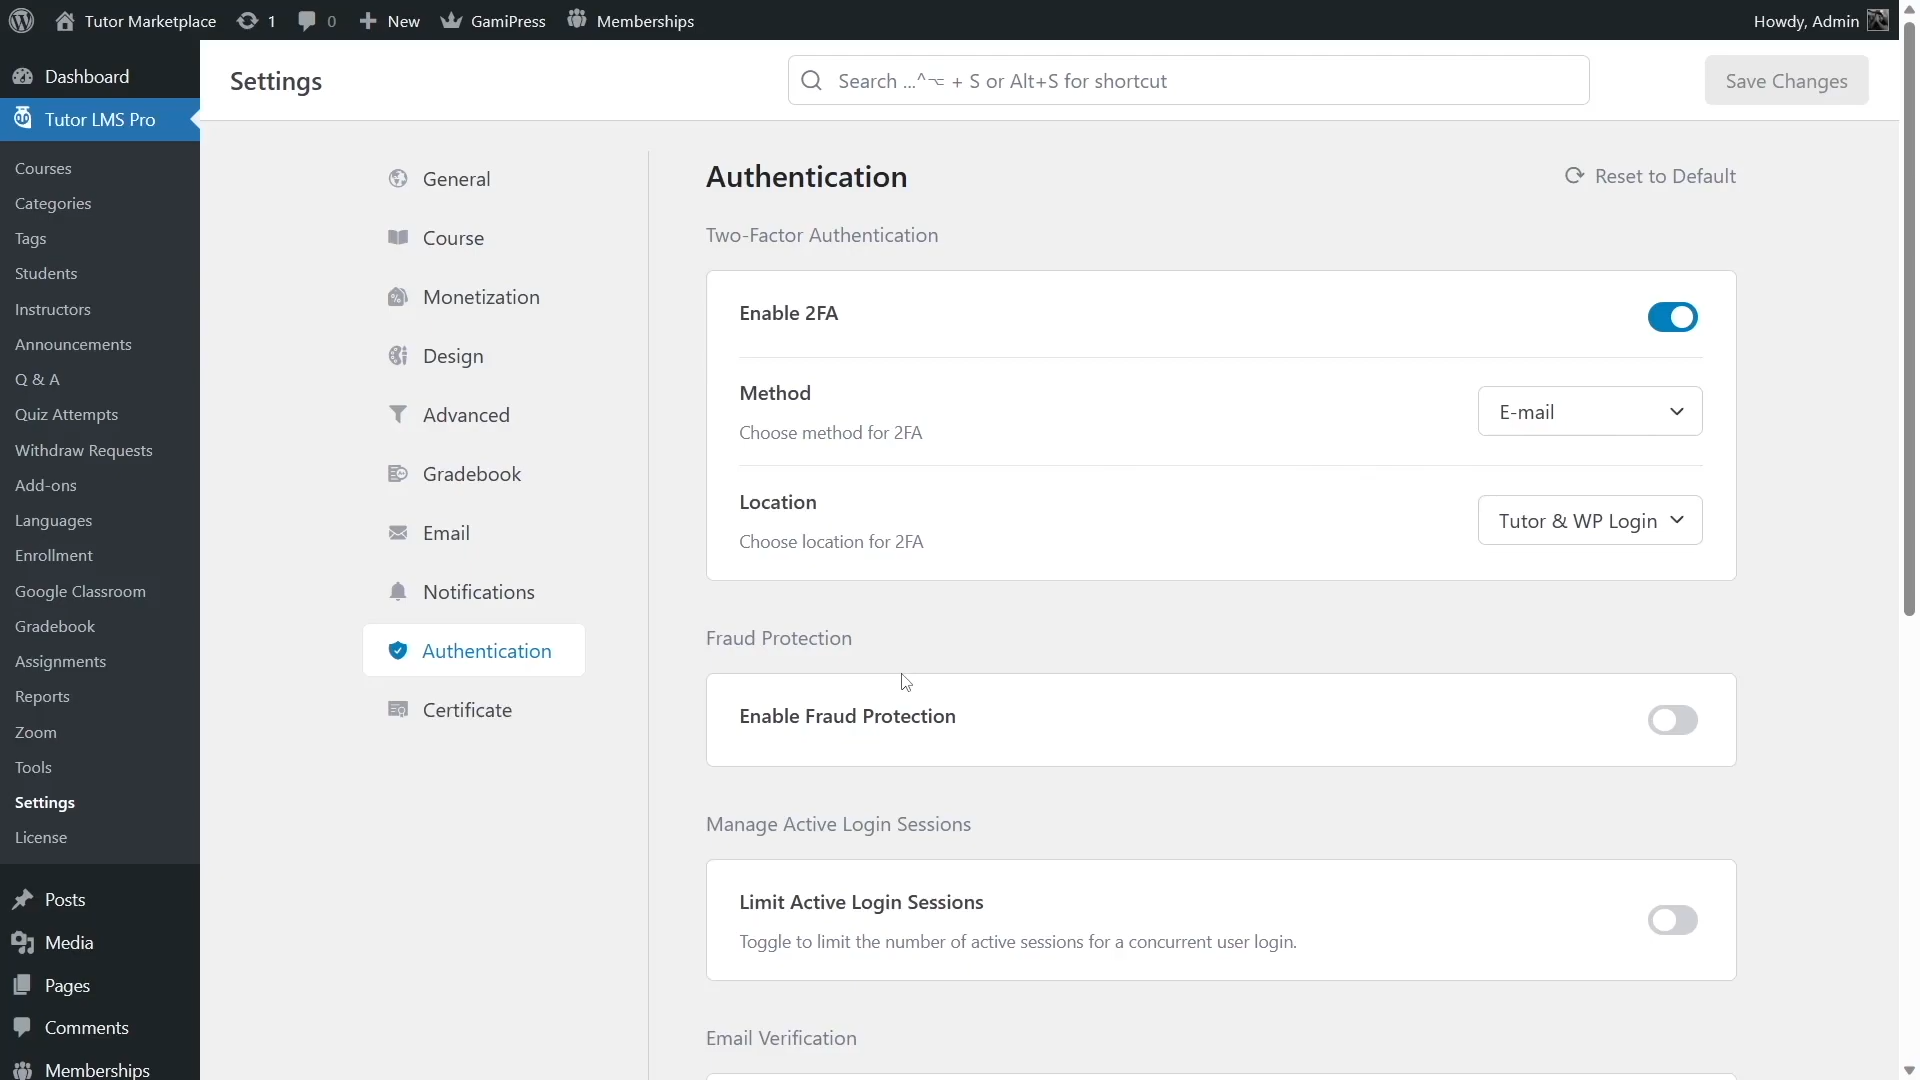 Tutor Marketplace
1
0
New
GamiPress
Memberships
Howdy, Admin
Dashboard
Tutor LMS Pro
Courses
Categories
Tags
Students
Instructors
Announcements
Q & A
Quiz Attempts
Withdraw Requests
Add-ons
Languages
Enrollment
Google Classroom
Gradebook
Assignments
Reports
Zoom
Tools
Settings
License
Posts
Media
Pages
Comments
Memberships
Settings
Search ...^⌥ + S or Alt+S for shortcut
Save Changes
General
Course
Monetization
Design
Advanced
Gradebook
Email
Notifications
Authentication
Certificate
Authentication
Reset to Default
Two-Factor Authentication
Enable 2FA
Method
Choose method for 2FA
E-mail
Location
Choose location for 2FA
Tutor & WP Login
Fraud Protection
Enable Fraud Protection
Manage Active Login Sessions
Limit Active Login Sessions
Toggle to limit the number of active sessions for a concurrent user login.
Email Verification